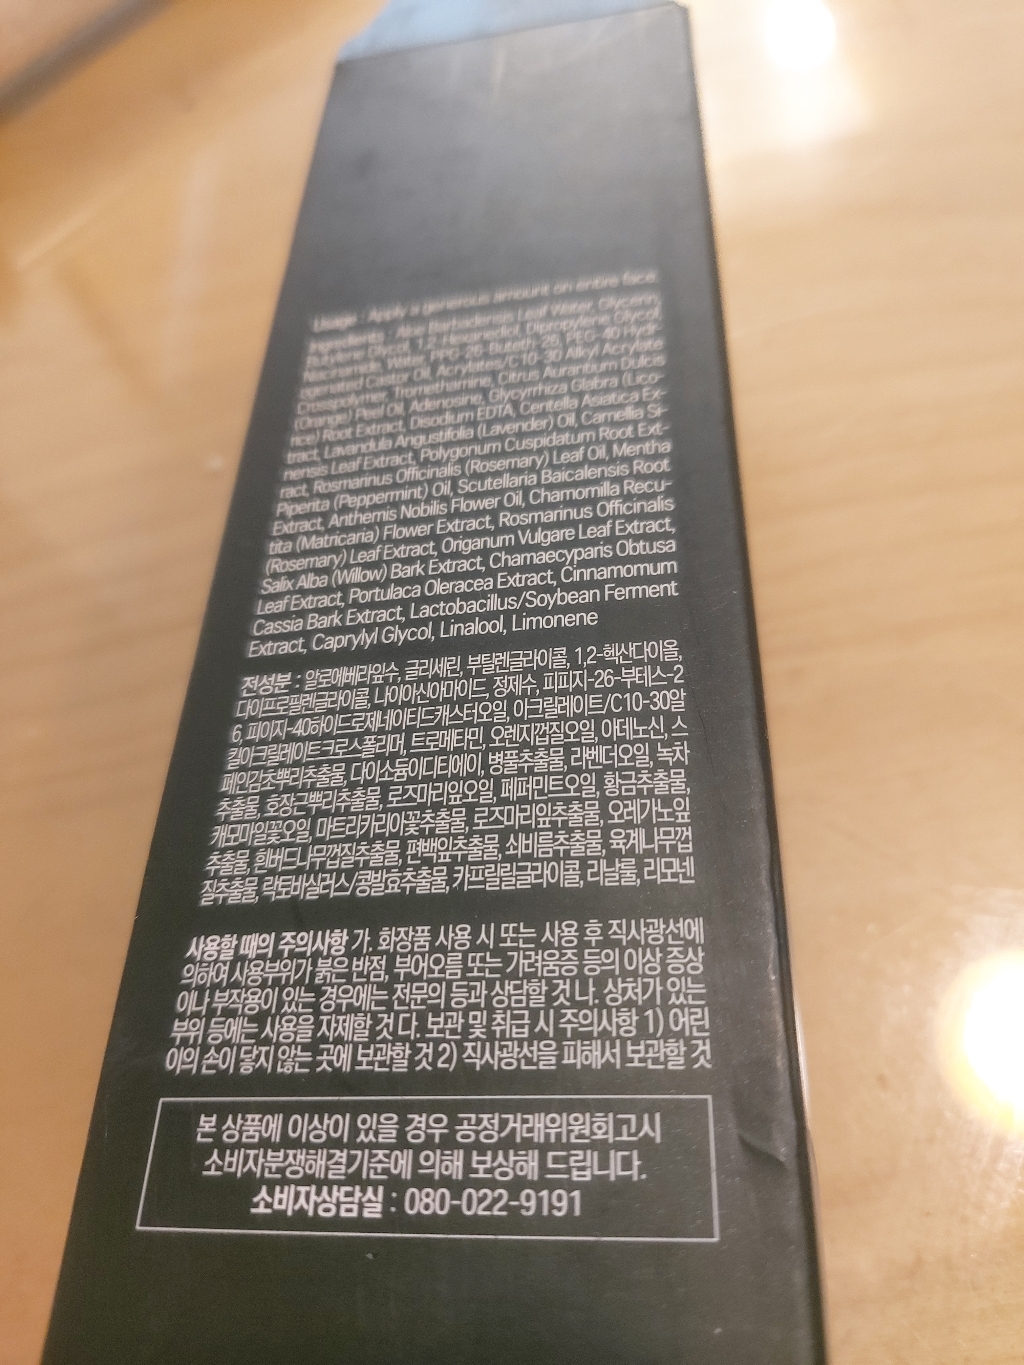 Usage : Apply a generous amount on entire face.
Ingredients : Aloe Barbadensis Leaf Water, Glycerin,
Butylene Glycol, 1,2-Hexanediol, Dipropylene Glycol,
Niacinamide, Water, PPG-26-Buteth-26, PEG-40 Hydr-
ogenated Castor Oil, Acrylates/C10-30 Alkyl Acrylate
Crosspolymer, Tromethamine, Citrus Aurantium Dulcis
(Orange) Peel Oil, Adenosine, Glycyrrhiza Glabra (Lico-
rice) Root Extract, Disodium EDTA, Centella Asiatica Ex-
tract, Lavandula Angustifolia (Lavender) Oil, Camellia Si-
nensis Leaf Extract, Polygonum Cuspidatum Root Ext-
ract, Rosmarinus Officinalis (Rosemary) Leaf Oil, Mentha
Piperita (Peppermint) Oil, Scutellaria Baicalensis Root
Extract, Anthemis Nobilis Flower Oil, Chamomilla Recu-
tita (Matricaria) Flower Extract, Rosmarinus Officinalis
(Rosemary) Leaf Extract, Origanum Vulgare Leaf Extract,
Salix Alba (Willow) Bark Extract, Chamaecyparis Obtusa
Leaf Extract, Portulaca Oleracea Extract, Cinnamomum
Cassia Bark Extract, Lactobacillus/Soybean Ferment
Extract, Caprylyl Glycol, Linalool, Limonene
전성분 : 알로에베라잎수, 글리세린, 부틸렌글라이콜, 1,2-헥산다이올,
다이프로필렌글라이콜, 나이아신아마이드, 정제수, 피피지-26-부테스-2
6, 피이지-40하이드로제네이티드캐스터오일, 아크릴레이트/C10-30알
킬아크릴레이트크로스폴리머, 트로메타민, 오렌지껍질오일, 아데노신, 스
페인감초뿌리추출물, 다이소듐이디티에이, 병풀추출물, 라벤더오일, 녹차
추출물, 호장근뿌리추출물, 로즈마리잎오일, 페퍼민트오일, 황금추출물,
캐모마일꽃오일, 마트리카리아꽃추출물, 로즈마리잎추출물, 오레가노잎
추출물, 흰버드나무껍질추출물, 편백잎추출물, 쇠비름추출물, 육계나무껍
질추출물, 락토바실러스/콩발효추출물, 카프릴릴글라이콜, 리날룰, 리모넨
사용할 때의 주의사항 가. 화장품 사용 시 또는 사용 후 직사광선에
의하여 사용부위가 붉은 반점, 부어오름 또는 가려움증 등의 이상 증상
이나 부작용이 있는 경우에는 전문의 등과 상담할 것 나. 상처가 있는
부위 등에는 사용을 자제할 것 다. 보관 및 취급 시 주의사항 1) 어린
이의 손이 닿지 않는 곳에 보관할 것 2) 직사광선을 피해서 보관할 것
본 상품에 이상이 있을 경우 공정거래위원회고시
소비자분쟁해결기준에 의해 보상해 드립니다.
소비자상담실 : 080-022-9191